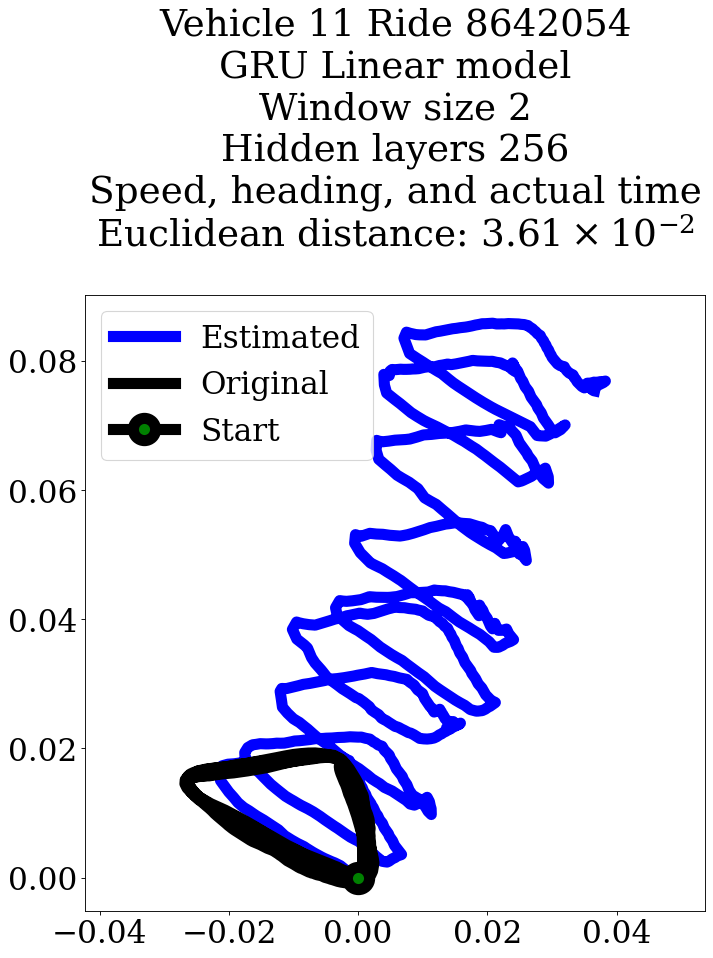 Vehicle 11 Ride 8642054
GRU Linear model
Window size 2
Hidden layers 256
Speed, heading, and actual time
Euclidean distance: 3.61 × 10⁻²
Estimated
Original
Start
0.08
0.06
0.04
0.02
0.00
−0.04 −0.02 0.00 0.02 0.04